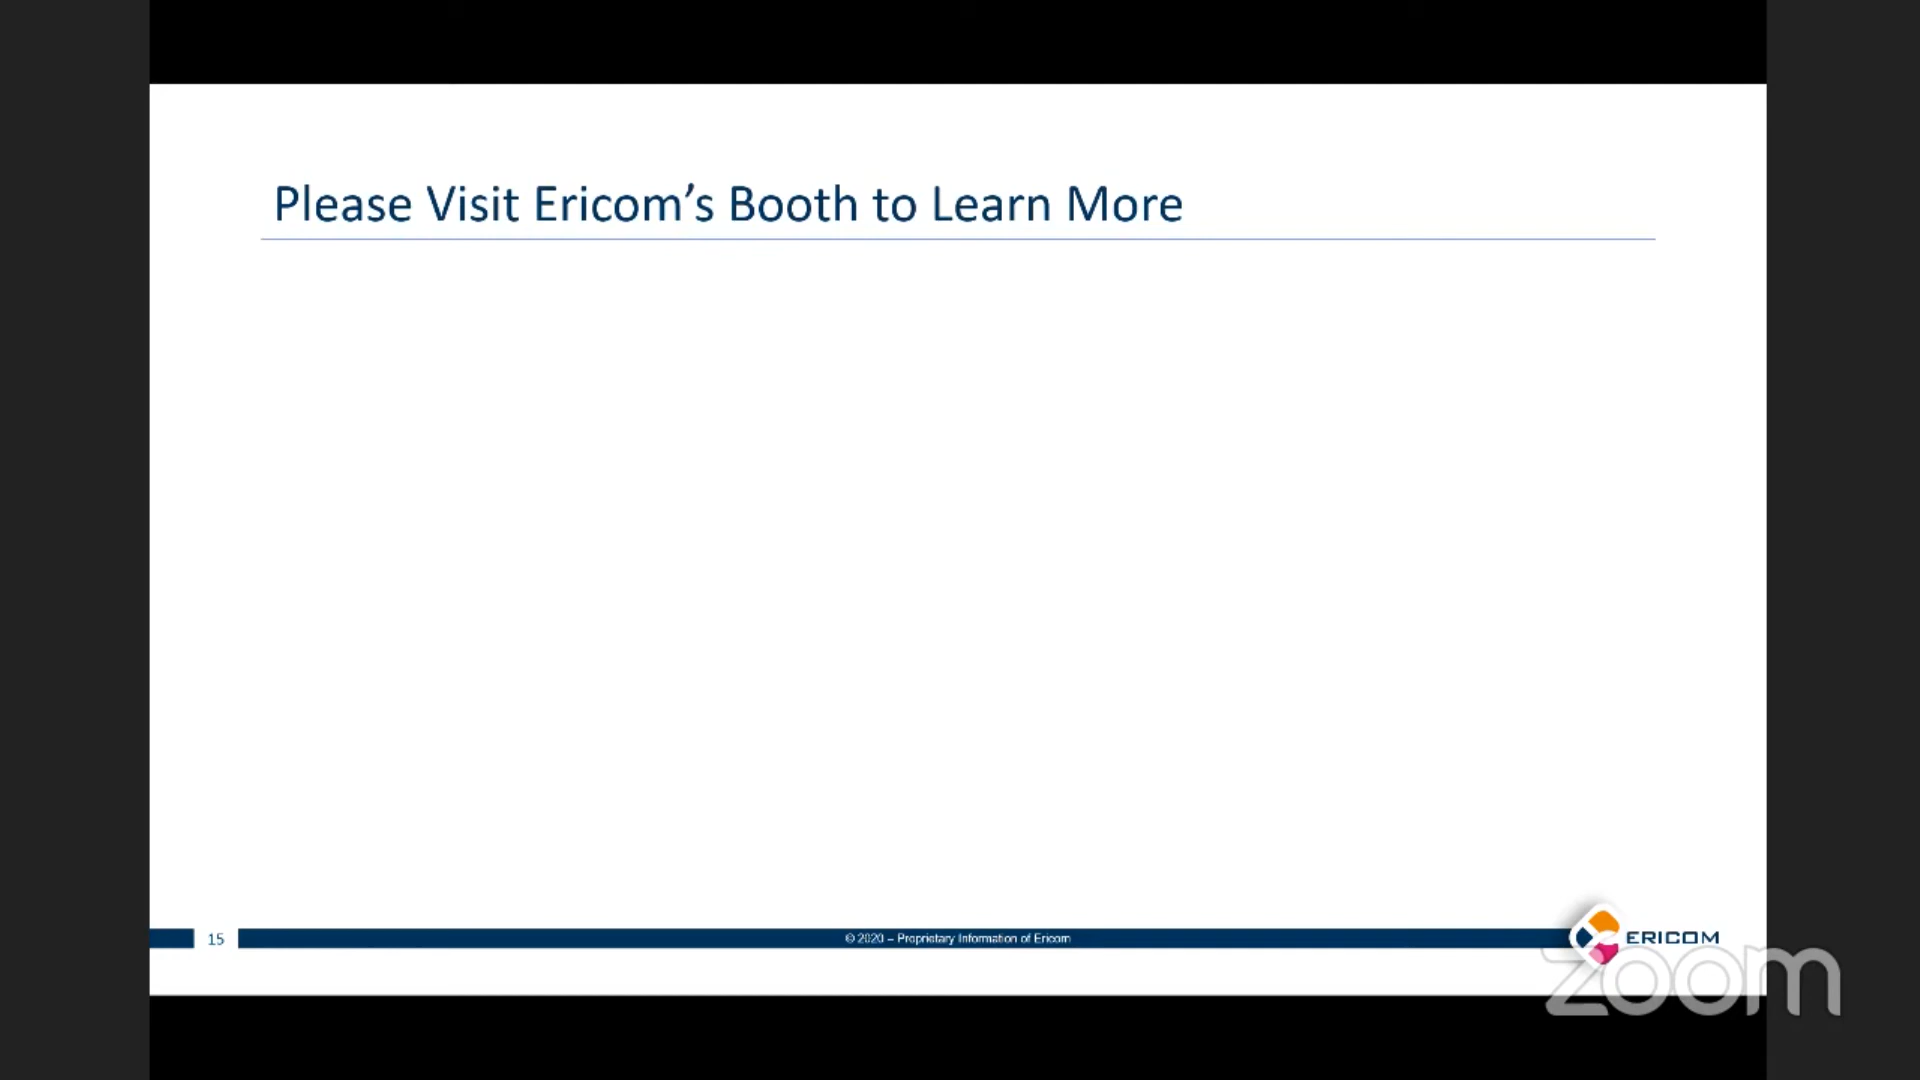 Please Visit Ericom’s Booth to Learn More
15
© 2020 – Proprietary Information of Ericom
ERICOM
zoom